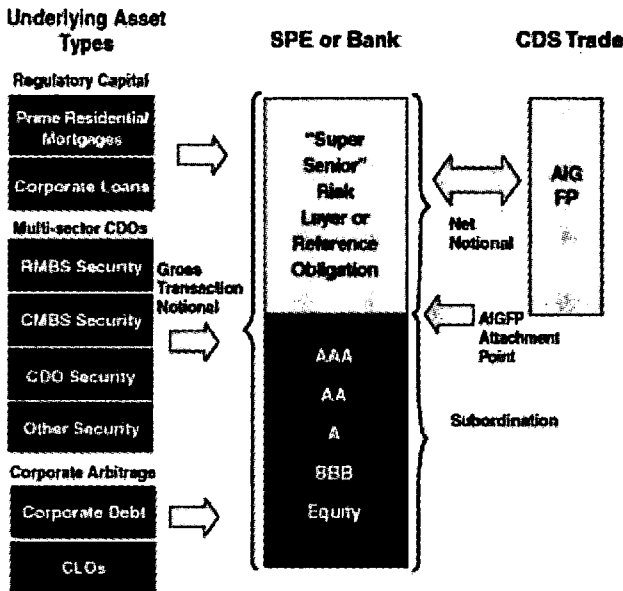 Underlying Asset
Types
SPE or Bank
CDS Trade
Regulatory Capital
Prime Residential
Mortgages
Corporate Loans
Multi-sector CDOs
RMBS Security
CMBS Security
CDO Security
Other Security
Corporate Arbitrage
Corporate Debt
CLOs
Gross
Transaction
Notional
"Super
Senior"
Risk
Layer or
Reference
Obligation
AAA
AA
A
BBB
Equity
Net
Notional
AIGFP
Attachment
Point
Subordination
AIG
FP